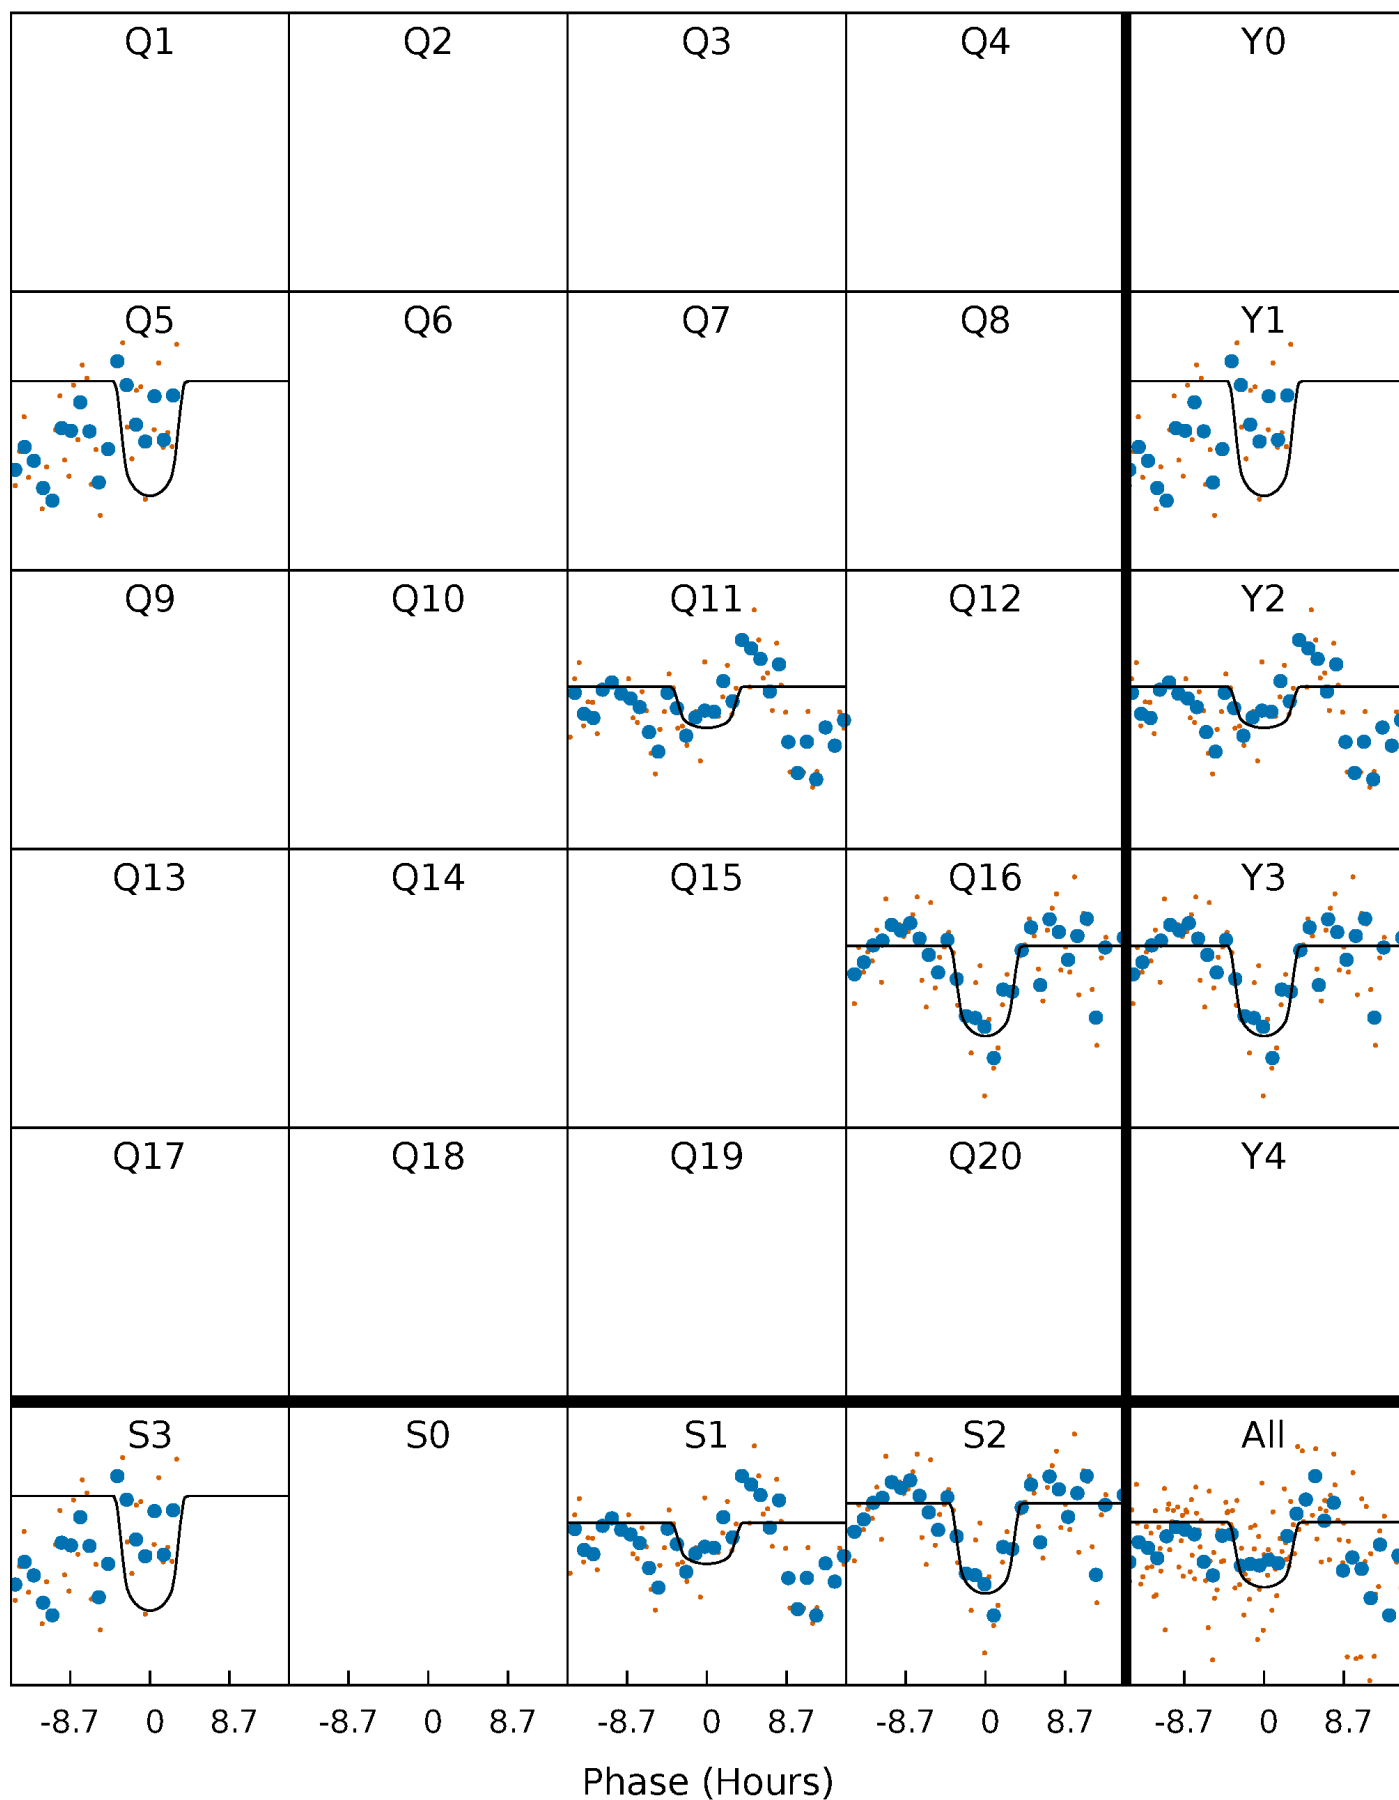 Q1 Q2 Q3 Q4 Y0
Q5 Q6 Q7 Q8 Y1
Q9 Q10 Q11 Q12 Y2
Q13 Q14 Q15 Q16 Y3
Q17 Q18 Q19 Q20 Y4
S3 S0 S1 S2 All
-8.7 0 8.7 -8.7 0 8.7 -8.7 0 8.7 -8.7 0 8.7 -8.7 0 8.7
Phase (Hours)